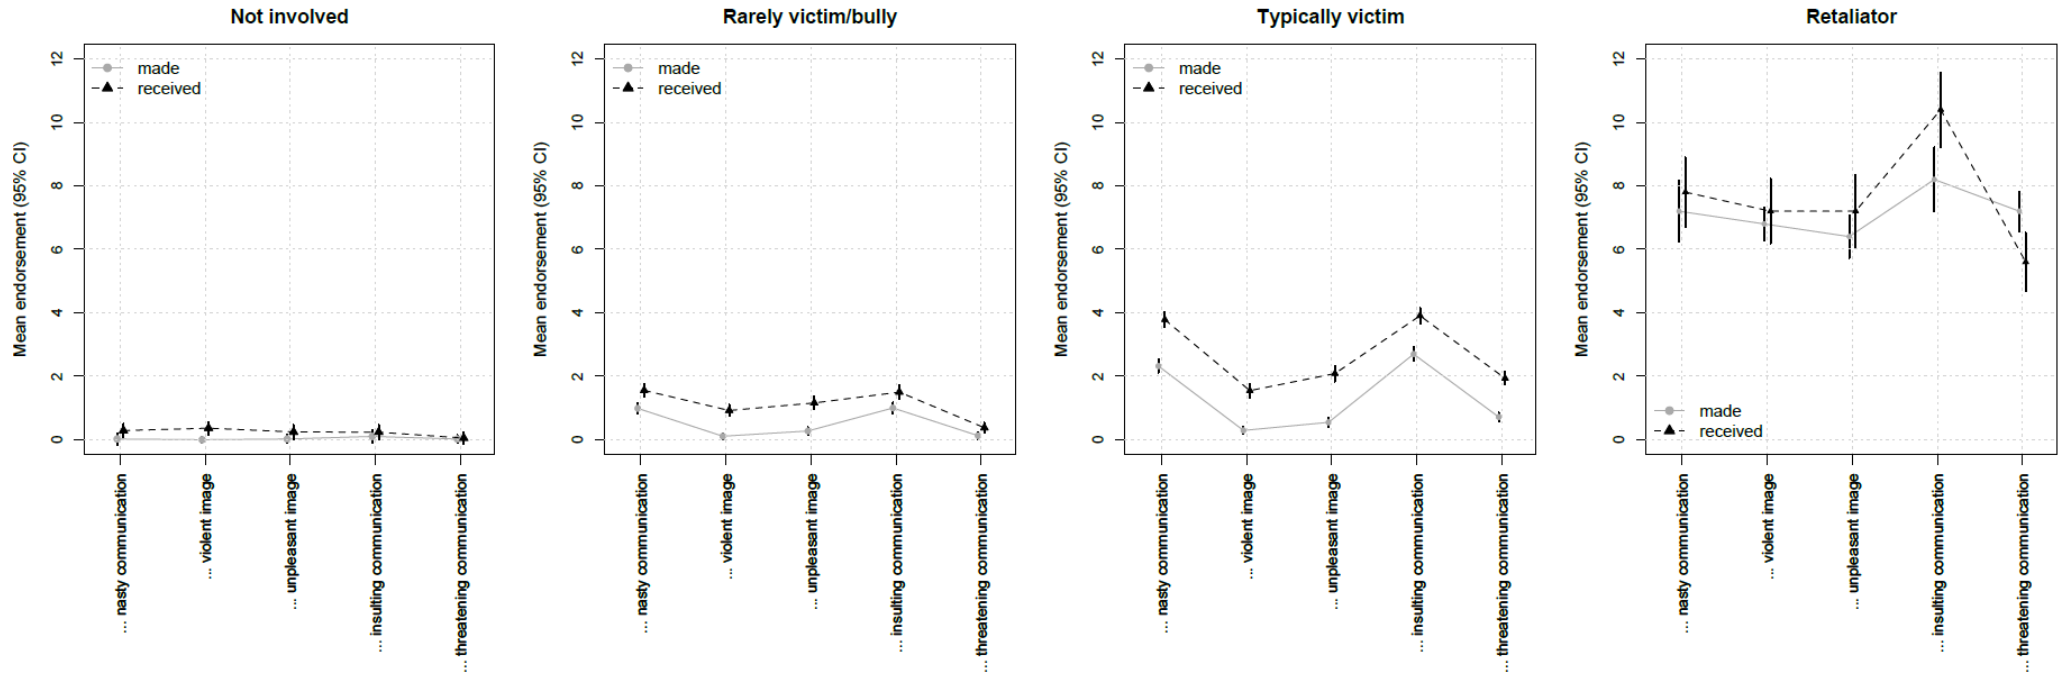 Not involved
Mean endorsement (95% CI)
12
10
8
6
4
2
0
made
received
... nasty communication
... violent image
... unpleasant image
... insulting communication
... threatening communication
Rarely victim/bully
Mean endorsement (95% CI)
12
10
8
6
4
2
0
made
received
... nasty communication
... violent image
... unpleasant image
... insulting communication
... threatening communication
Typically victim
Mean endorsement (95% CI)
12
10
8
6
4
2
0
made
received
... nasty communication
... violent image
... unpleasant image
... insulting communication
... threatening communication
Retaliator
Mean endorsement (95% CI)
12
10
8
6
4
2
0
made
received
... nasty communication
... violent image
... unpleasant image
... insulting communication
... threatening communication